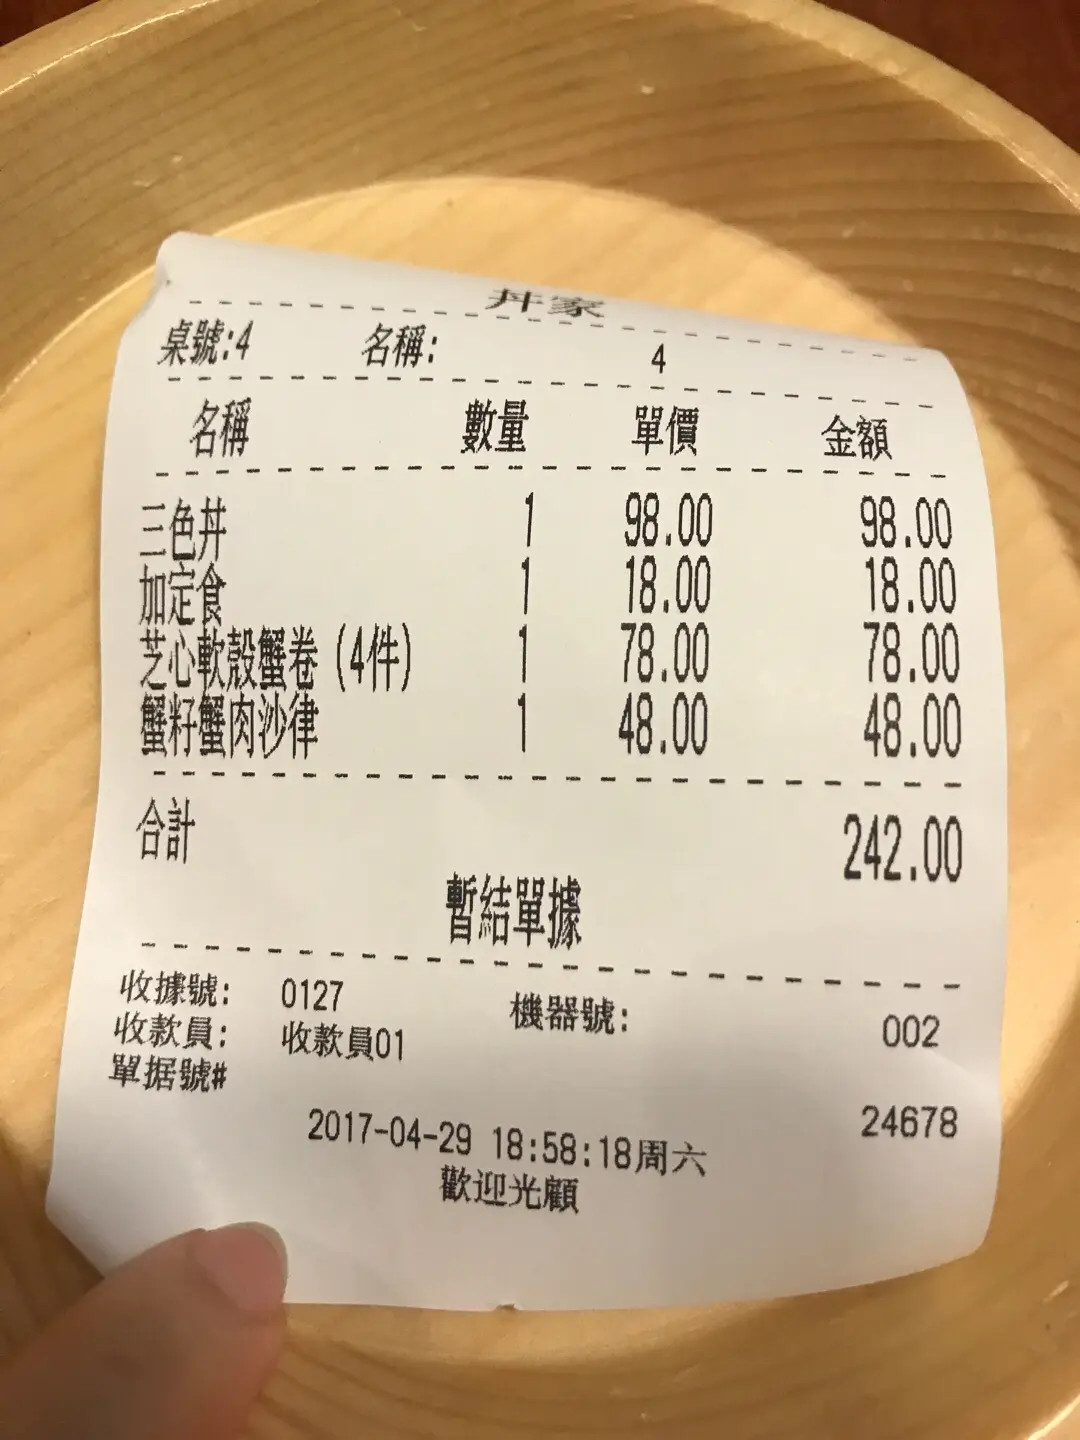 丼家
桌號:4 名稱: 4
名稱 數量 單價 金額
三色丼 1 98.00 98.00
加定食 1 18.00 18.00
芝心軟殼蟹卷 (4件) 1 78.00 78.00
蟹籽蟹肉沙律 1 48.00 48.00
合計 242.00
暫結單據
收據號: 0127 機器號: 002
收款員: 收款員01
單据號# 24678
2017-04-29 18:58:18周六
歡迎光顧